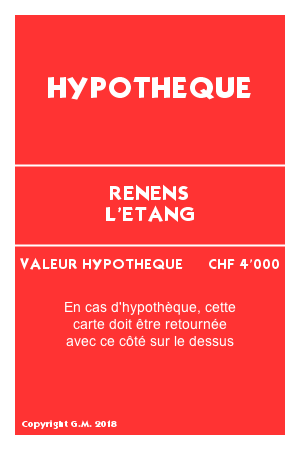 HYPOTHEQUE
RENENS
L'ETANG
VALEUR HYPOTHEQUE CHF 4'000
En cas d'hypothèque, cette
carte doit être retournée
avec ce côté sur le dessus
Copyright G.M. 2018